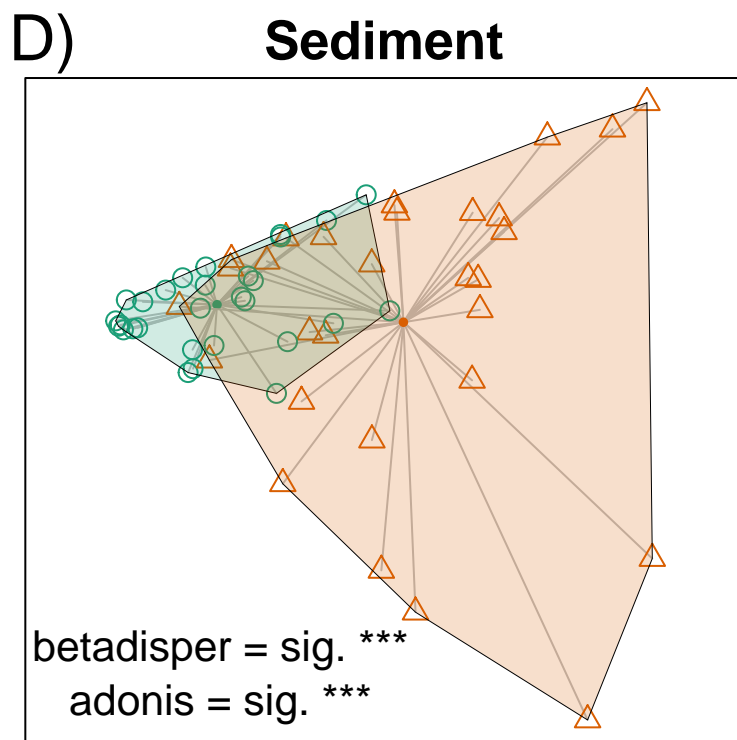 D) Sediment
betadisper = sig. ***
adonis = sig. ***